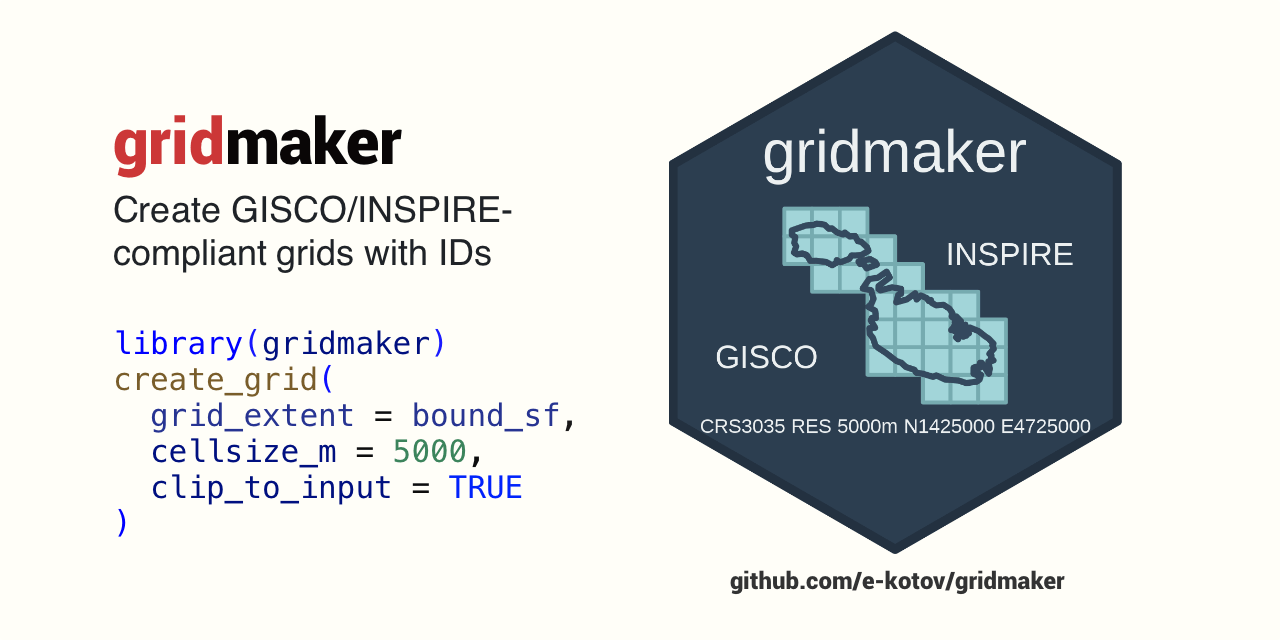 gridmaker
Create GISCO/INSPIRE-
compliant grids with IDs
library(gridmaker)
create_grid(
  grid_extent = bound_sf,
  cellsize_m = 5000,
  clip_to_input = TRUE
)
gridmaker
INSPIRE
GISCO
CRS3035 RES 5000m N1425000 E4725000
github.com/e-kotov/gridmaker